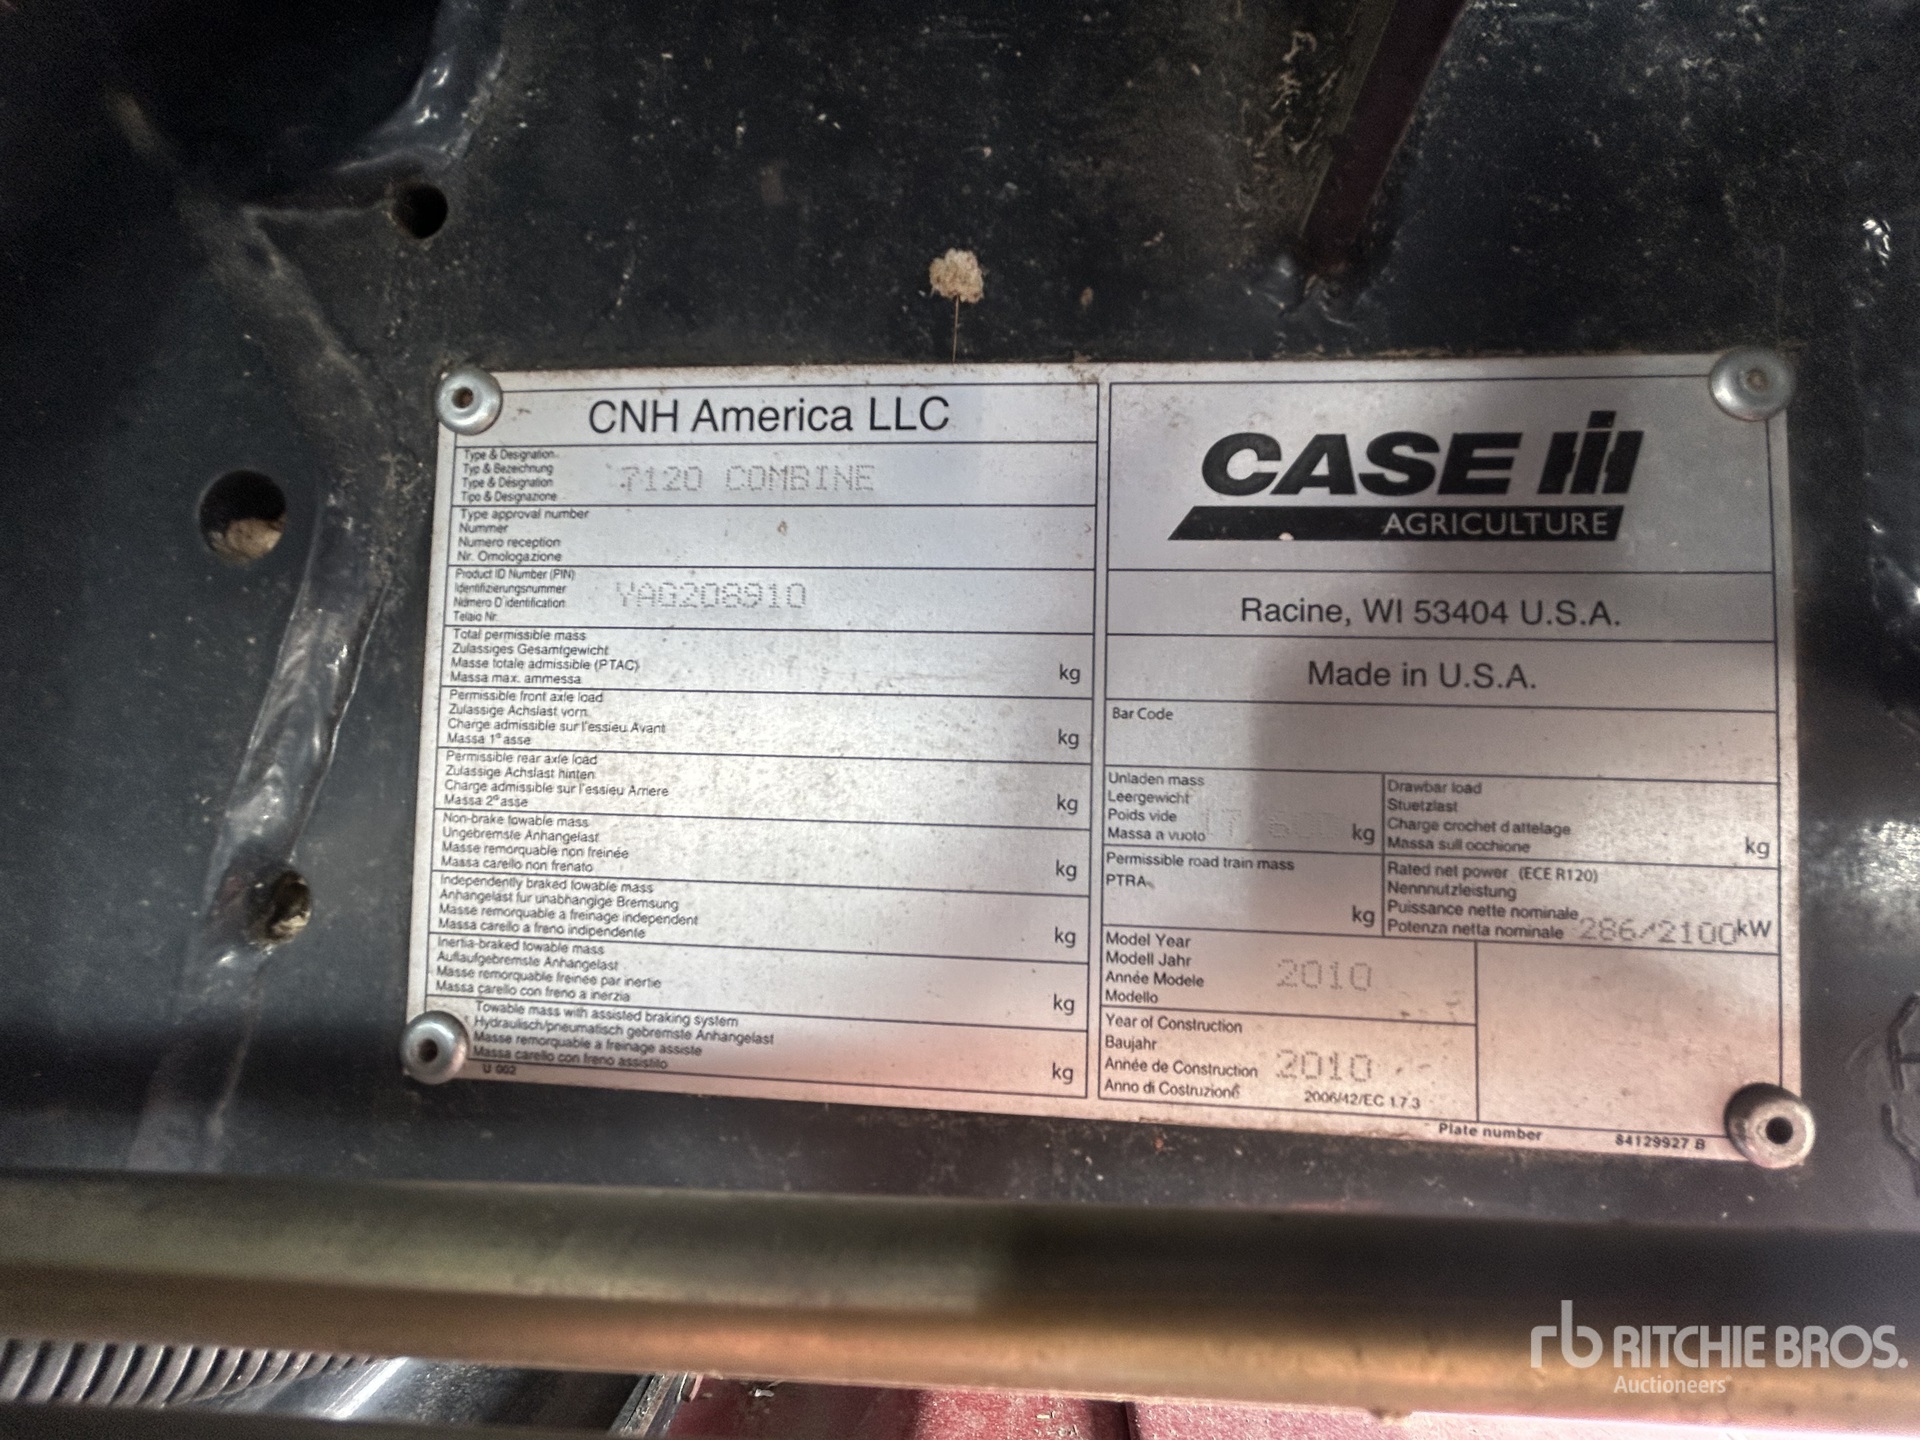 CNH America LLC
Type & Designation
Typ & Bezeichnung
Type & Désignation
Tipo & Designazione
7120 COMBINE
Type approval number
Nummer
Numero reception
Nr. Omologazione
Product ID Number (PIN)
Identifizierungsnummer
Número D'identification
Telaio Nr.
YAG208910
Total permissible mass
Zulassiges Gesamtgewicht
Masse totale admissible (PTAC)
Massa max. ammessa
kg
Permissible front axle load
Zulassige Achslast vorn
Charge admissible sur l'essieu Avant
Massa 1° asse
kg
Permissible rear axle load
Zulassige Achslast hinten
Charge admissible sur l'essieu Arriere
Massa 2° asse
kg
Non-brake towable mass
Ungebremste Anhangelast
Masse remorquable non freinée
Massa carello non frenato
kg
Independently braked towable mass
Anhangelast fur unabhangige Bremsung
Masse remorquable a freinage independent
Massa carello a freno indipendente
kg
Inertia-braked towable mass
Auflaufgebremste Anhangelast
Masse remorquable freinée par inertie
Massa carello con freno a inerzia
kg
Towable mass with assisted braking system
Hydraulisch/pneumatisch gebremste Anhangelast
Masse remorquable a freinage assiste
Massa carello con freno assistito
kg
U 002
CASE IH
AGRICULTURE
Racine, WI 53404 U.S.A.
Made in U.S.A.
Bar Code
Unladen mass
Leergewicht
Poids vide
Massa a vuoto
kg
Drawbar load
Stuetzlast
Charge crochet d attelage
Massa sull occhione
kg
Permissible road train mass
PTRA
kg
Rated net power (ECE R120)
Nennnutzleistung
Puissance nette nominale
Potenza netta nominale
286/2100kW
Model Year
Modell Jahr
Année Modele
Modello
2010
Year of Construction
Baujahr
Année de Construction
Anno di Costruzione
2010
2006/42/EC 1.7.3
Plate number 84129927 B
rb RITCHIE BROS.
Auctioneers